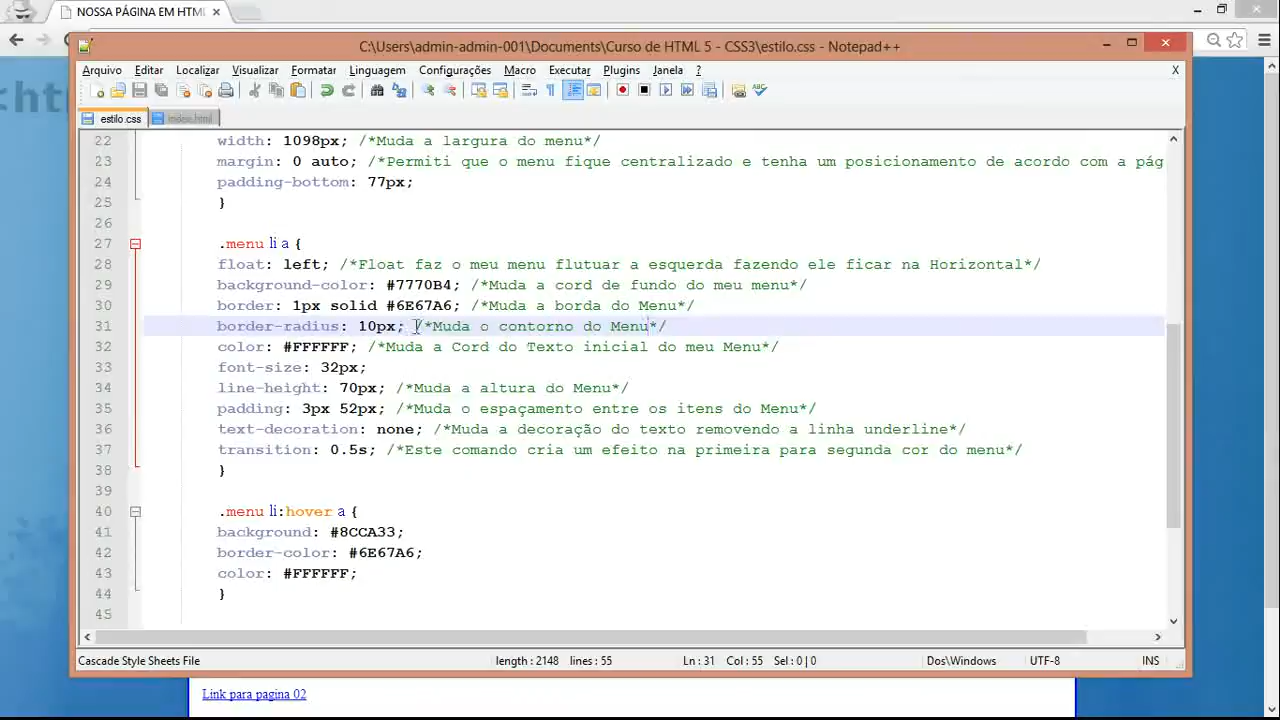 NOSSA PÁGINA EM HTM
C:\Users\admin-admin-001\Documents\Curso de HTML 5 - CSS3\estilo.css - Notepad++
Arquivo Editar Localizar Visualizar Formatar Linguagem Configurações Macro Executar Plugins Janela ? X
estilo.css index.html
<ht
22 width: 1098px; /*Muda a largura do menu*/
23 margin: 0 auto; /*Permiti que o menu fique centralizado e tenha um posicionamento de acordo com a pág
24 padding-bottom: 77px;
25 }
26
27 .menu li a {
28 float: left; /*Float faz o meu menu flutuar a esquerda fazendo ele ficar na Horizontal*/
29 background-color: #7770B4; /*Muda a cord de fundo do meu menu*/
30 border: 1px solid #6E67A6; /*Muda a borda do Menu*/
31 border-radius: 10px; /*Muda o contorno do Menu*/
32 color: #FFFFFF; /*Muda a Cord do Texto inicial do meu Menu*/
33 font-size: 32px;
34 line-height: 70px; /*Muda a altura do Menu*/
35 padding: 3px 52px; /*Muda o espaçamento entre os itens do Menu*/
36 text-decoration: none; /*Muda a decoração do texto removendo a linha underline*/
37 transition: 0.5s; /*Este comando cría um efeito na primeira para segunda cor do menu*/
38 }
39
40 .menu li:hover a {
41 background: #8CCA33;
42 border-color: #6E67A6;
43 color: #FFFFFF;
44 }
45
Cascade Style Sheets File length : 2148 lines : 55 Ln : 31 Col : 55 Sel : 0 | 0 Dos\Windows UTF-8 INS
Link para pagina 02